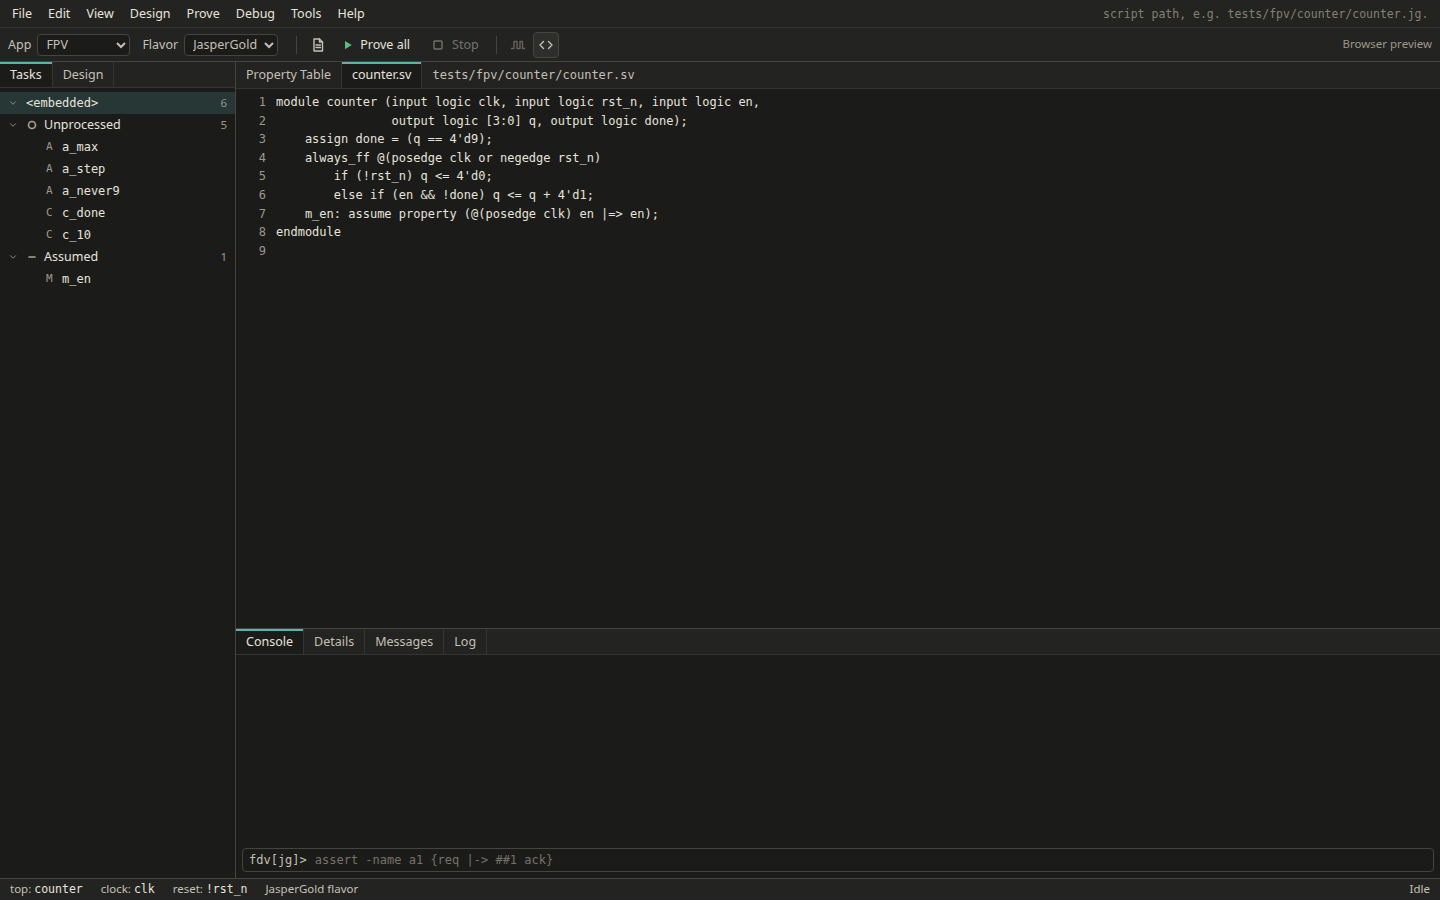 File Edit View Design Prove Debug Tools Help script path, e.g. tests/fpv/counter/counter.jg.
App FPV Flavor JasperGold Prove all Stop Browser preview
Tasks Design
<embedded> 6
Unprocessed 5
A a_max
A a_step
A a_never9
C c_done
C c_10
Assumed 1
M m_en
Property Table counter.sv tests/fpv/counter/counter.sv
1 module counter (input logic clk, input logic rst_n, input logic en,
2 output logic [3:0] q, output logic done);
3 assign done = (q == 4'd9);
4 always_ff @(posedge clk or negedge rst_n)
5 if (!rst_n) q <= 4'd0;
6 else if (en && !done) q <= q + 4'd1;
7 m_en: assume property (@(posedge clk) en |=> en);
8 endmodule
9
Console Details Messages Log
fdv[jg]> assert -name a1 {req |-> ##1 ack}
top: counter clock: clk reset: !rst_n JasperGold flavor Idle